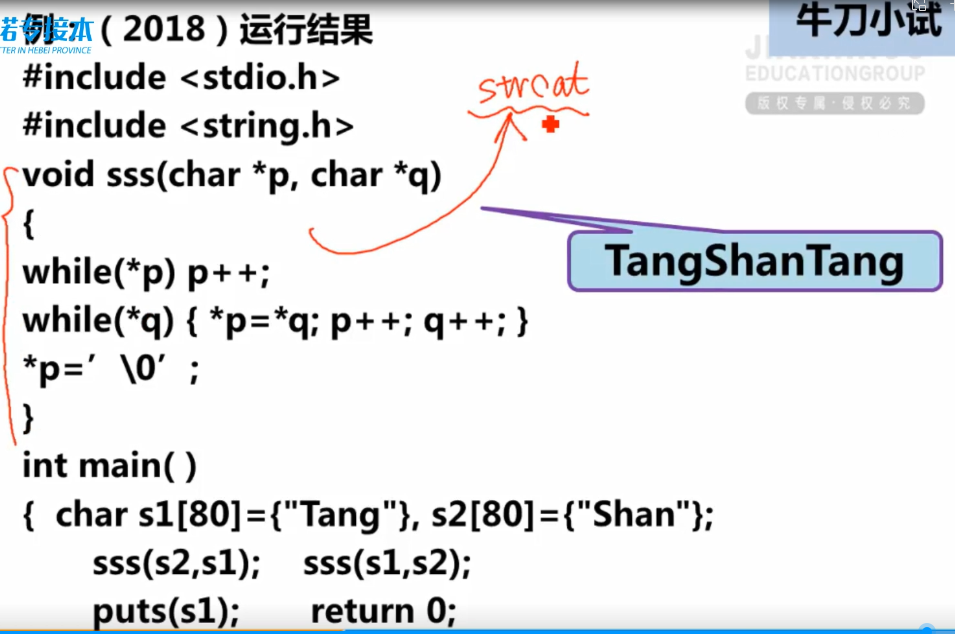 若专接本
TTER IN HEBEI PROVINCE
例：（2018）运行结果
牛刀小试
EDUCATIONGROUP
版权专属·侵权必究
#include <stdio.h>
strcat
#include <string.h>
void sss(char *p, char *q)
{
TangShanTang
while(*p) p++;
while(*q) { *p=*q; p++; q++; }
*p=’\0’;
}
int main( )
{ char s1[80]={"Tang"}, s2[80]={"Shan"};
sss(s2,s1); sss(s1,s2);
puts(s1); return 0;